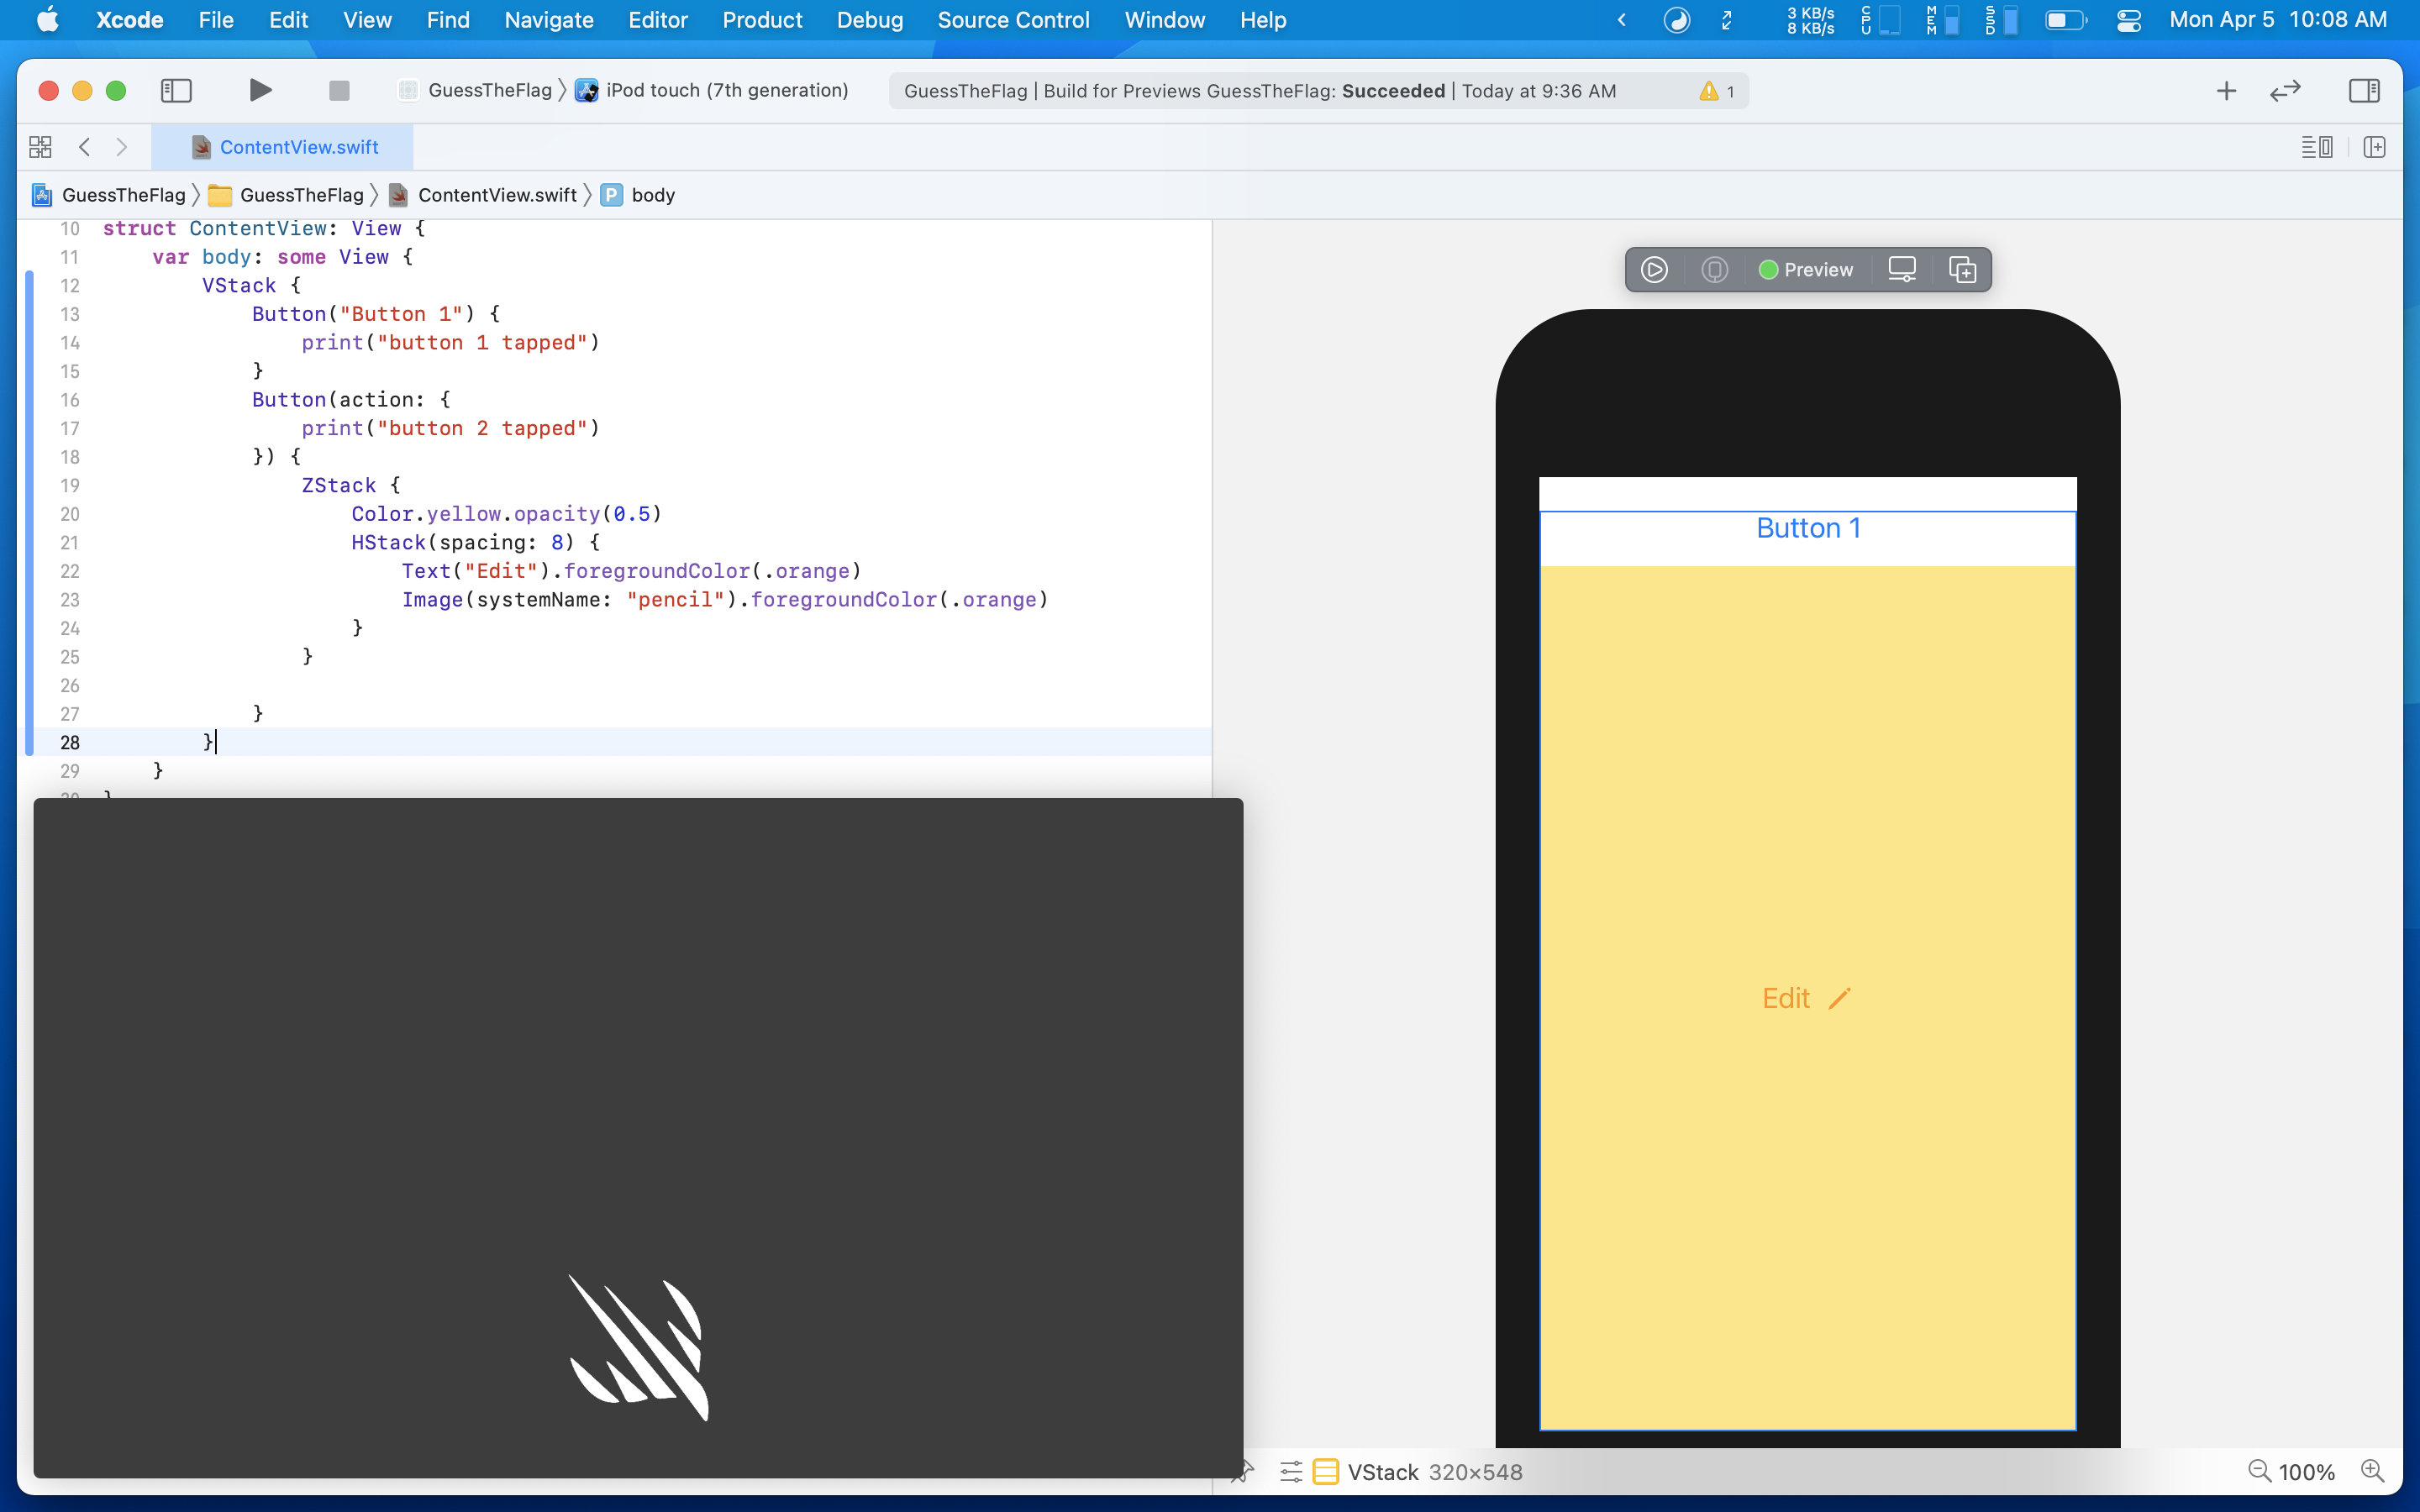 Xcode File Edit View Find Navigate Editor Product Debug Source Control Window Help 3 KB/s 8 KB/s CPU MEM SSD Mon Apr 5 10:08 AM
GuessTheFlag iPod touch (7th generation) GuessTheFlag | Build for Previews GuessTheFlag: Succeeded | Today at 9:36 AM 1
ContentView.swift
GuessTheFlag GuessTheFlag ContentView.swift P body
10 struct ContentView: View {
11 var body: some View {
12 VStack {
13 Button("Button 1") {
14 print("button 1 tapped")
15 }
16 Button(action: {
17 print("button 2 tapped")
18 }) {
19 ZStack {
20 Color.yellow.opacity(0.5)
21 HStack(spacing: 8) {
22 Text("Edit").foregroundColor(.orange)
23 Image(systemName: "pencil").foregroundColor(.orange)
24 }
25 }
26
27 }
28 }
29 }
Preview
Button 1
Edit
VStack 320×548
100%